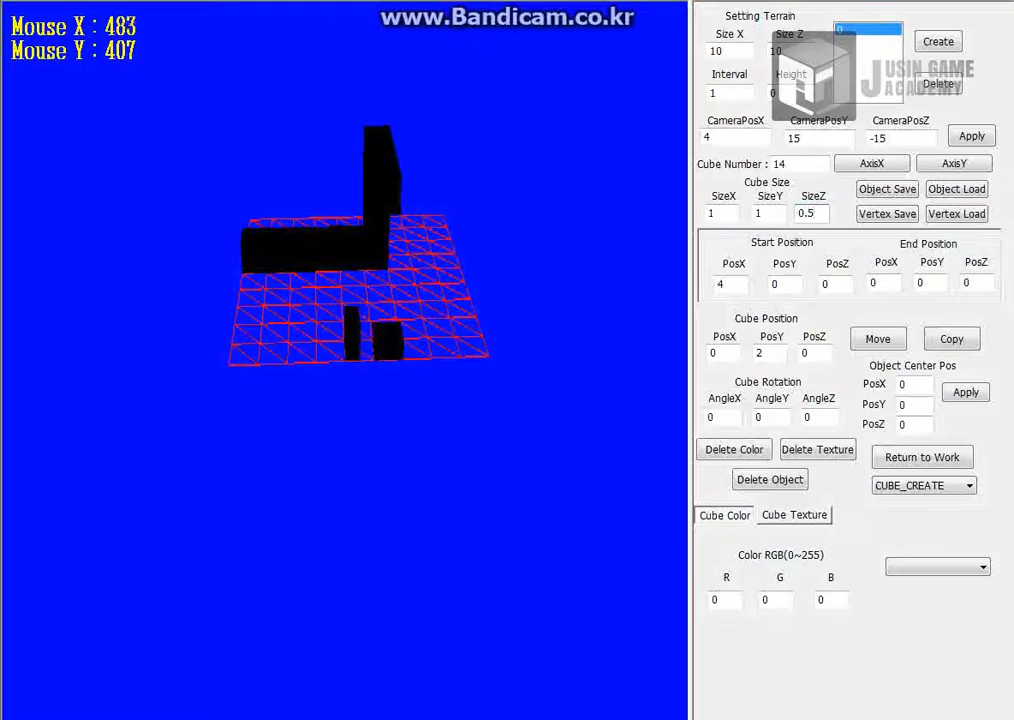 www.Bandicam.co.kr
Mouse X : 483
Mouse Y : 407
Setting Terrain
Size X
Size Z
10
10
0
Create
Interval
Height
1
0
Delete
JUSIN GAME
ACADEMY
CameraPosX
CameraPosY
CameraPosZ
4
15
-15
Apply
Cube Number :
14
AxisX
AxisY
Cube Size
SizeX
SizeY
SizeZ
1
1
0.5
Object Save
Object Load
Vertex Save
Vertex Load
Start Position
PosX
PosY
PosZ
4
0
0
End Position
PosX
PosY
PosZ
0
0
0
Cube Position
PosX
PosY
PosZ
0
2
0
Move
Copy
Object Center Pos
PosX
0
PosY
0
PosZ
0
Apply
Cube Rotation
AngleX
AngleY
AngleZ
0
0
0
Delete Color
Delete Texture
Delete Object
Return to Work
CUBE_CREATE
Cube Color
Cube Texture
Color RGB(0~255)
R
G
B
0
0
0